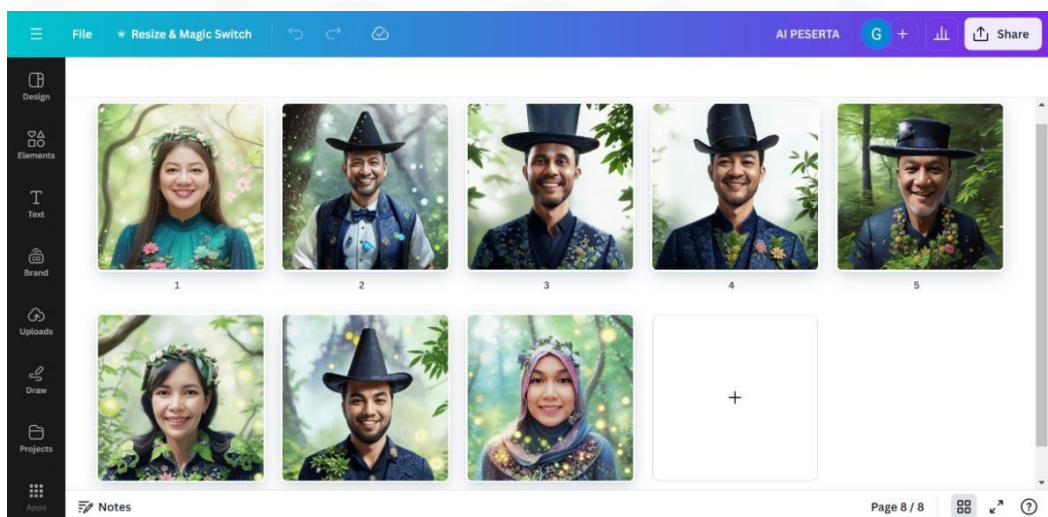 File
Resize & Magic Switch
AI PESERTA
G
+
Share
Design
Elements
T
Text
CO
Brand
Uploads
Draw
Projects
Apps
1
2
3
4
5
+
Notes
Page 8 / 8
?